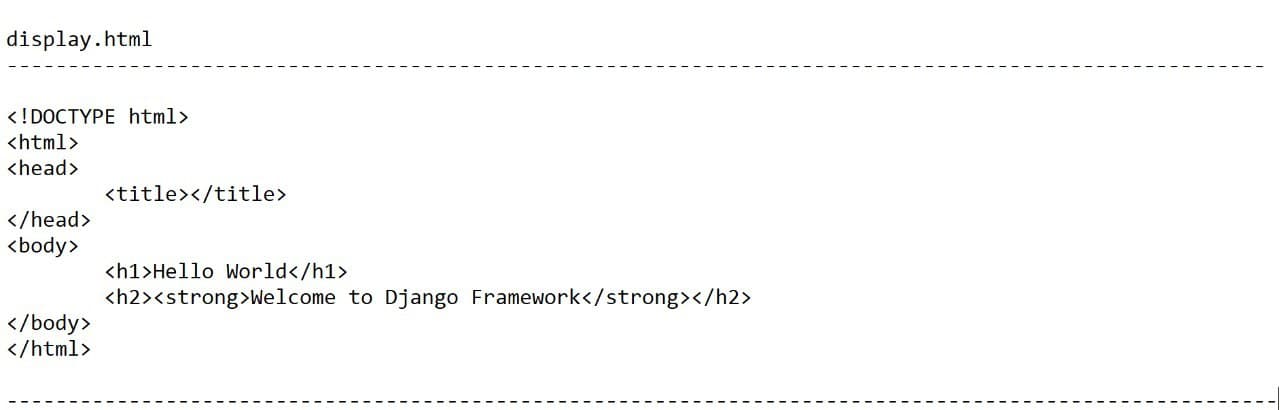 display.html
--------------------------------------------------------------------------------------------------------
<!DOCTYPE html>
<html>
<head>
	<title></title>
</head>
<body>
	<h1>Hello World</h1>
	<h2><strong>Welcome to Django Framework</strong></h2>
</body>
</html>
---------------------------------------------------------------------------------------------------------